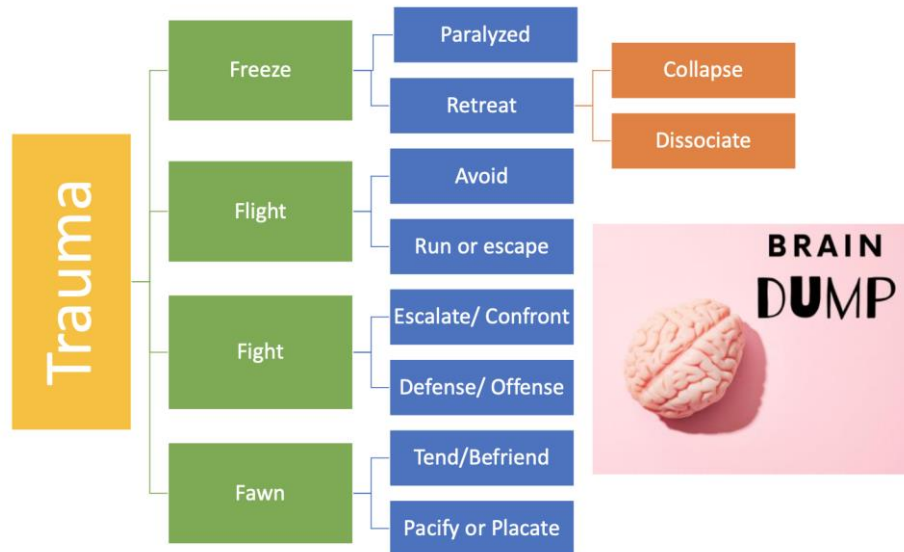 Trauma
Freeze
Paralyzed
Retreat
Collapse
Dissociate
Flight
Avoid
Run or escape
Fight
Escalate/ Confront
Defense/ Offense
Fawn
Tend/Befriend
Pacify or Placate
BRAIN
DUMP